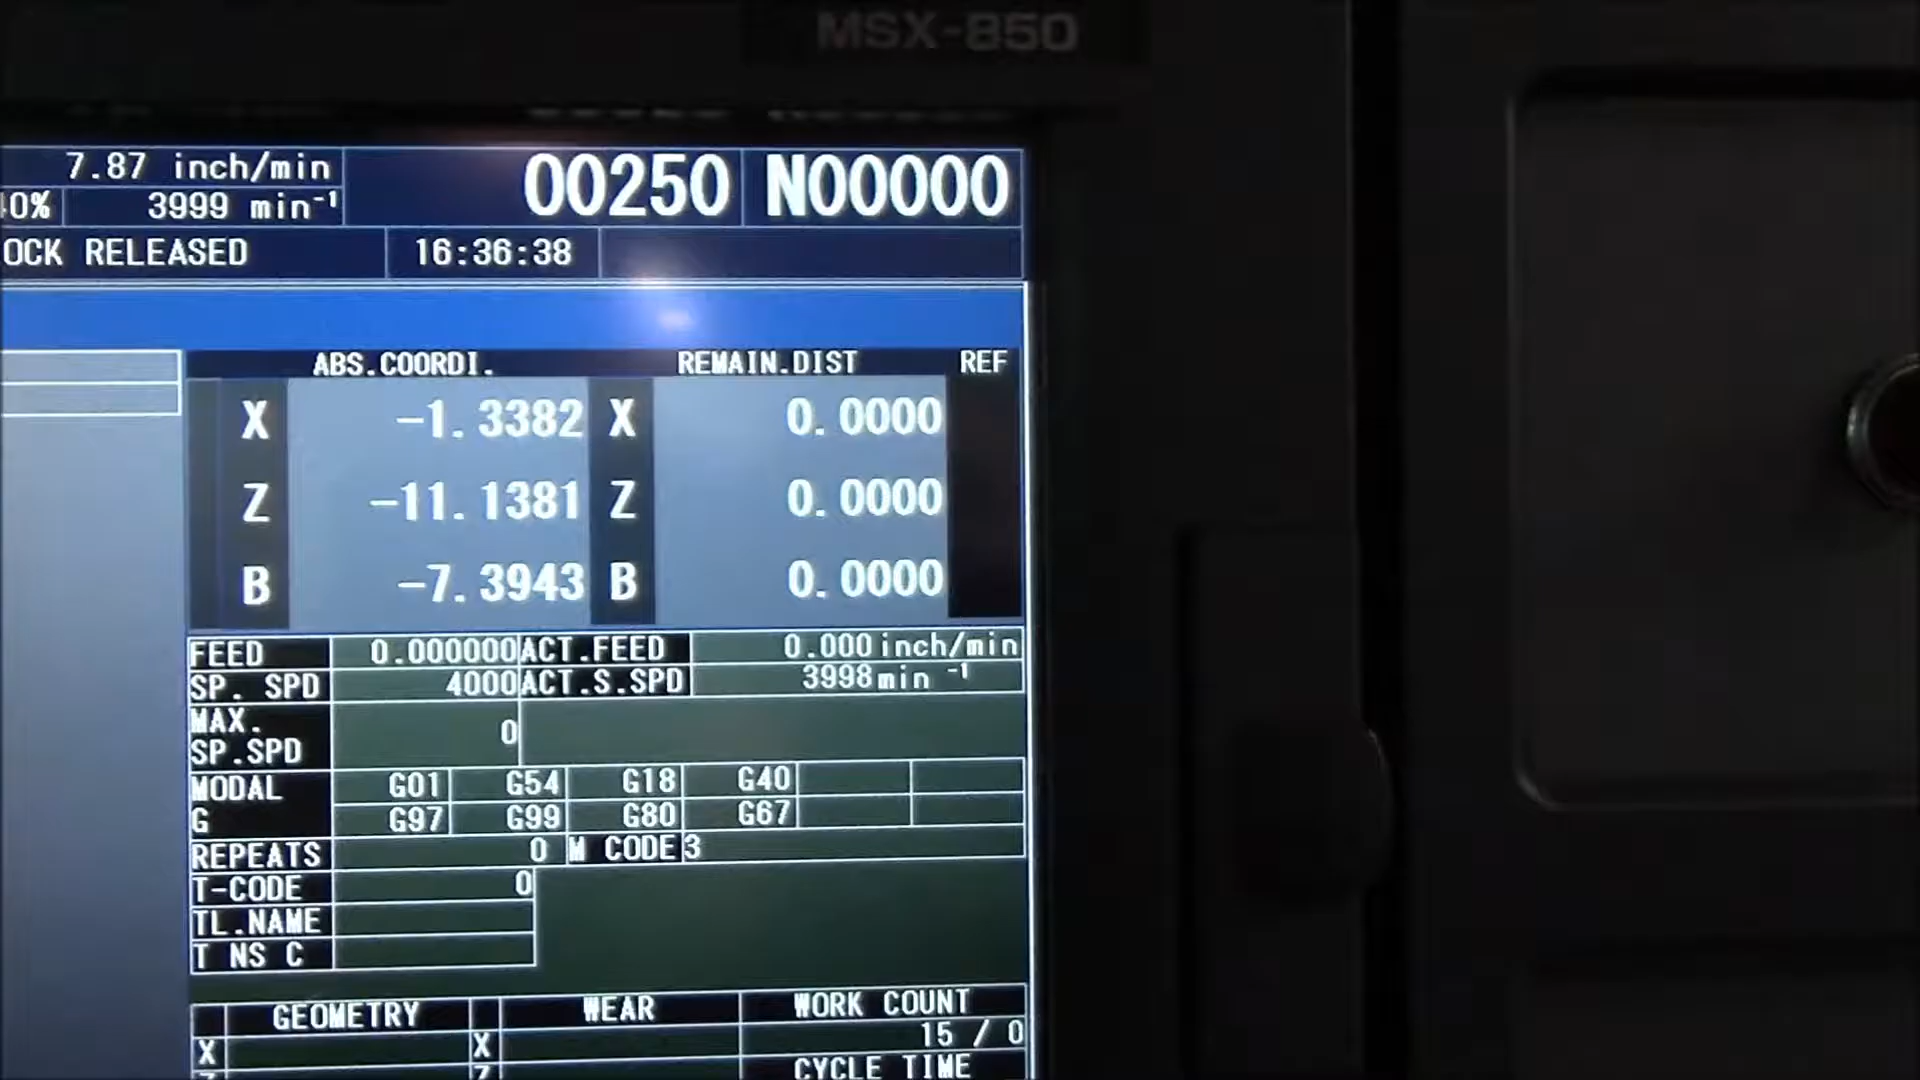 MSX-850
7.87 inch/min
00250 N00000
0% 3999 min⁻¹
OCK RELEASED 16:36:38
ABS.COORDI. REMAIN.DIST REF
X -1.3382 X 0.0000
Z -11.1381 Z 0.0000
B -7.3943 B 0.0000
FEED 0.000000 ACT.FEED 0.000 inch/min
SP. SPD 4000 ACT.S.SPD 3998 min ⁻¹
MAX.
SP.SPD 0
MODAL G01 G54 G18 G40
G G97 G99 G80 G67
REPEATS 0 M CODE 3
T-CODE 0
TL.NAME
T NS C
GEOMETRY WEAR WORK COUNT
15 / 0
X X
Z Z CYCLE TIME